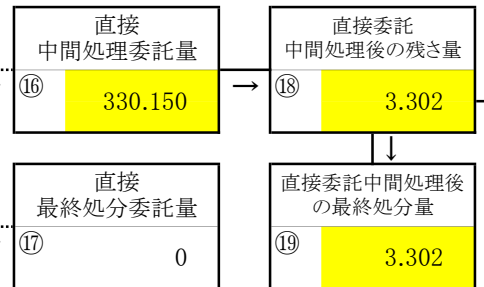 直接
中間処理委託量
⑯
330.150
→
直接委託
中間処理後の残さ量
⑱
3.302
↓
直接
最終処分委託量
⑰
0
直接委託中間処理後
の最終処分量
⑲
3.302